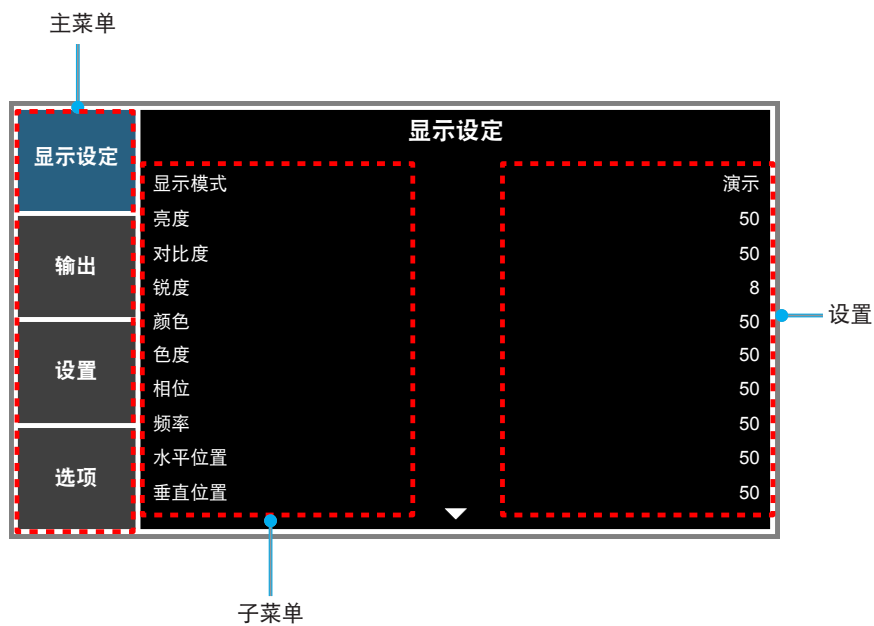 主菜单
显示设定
输出
设置
选项
显示设定
显示模式 演示
亮度 50
对比度 50
锐度 8
颜色 50
色度 50
相位 50
频率 50
水平位置 50
垂直位置 50
设置
子菜单